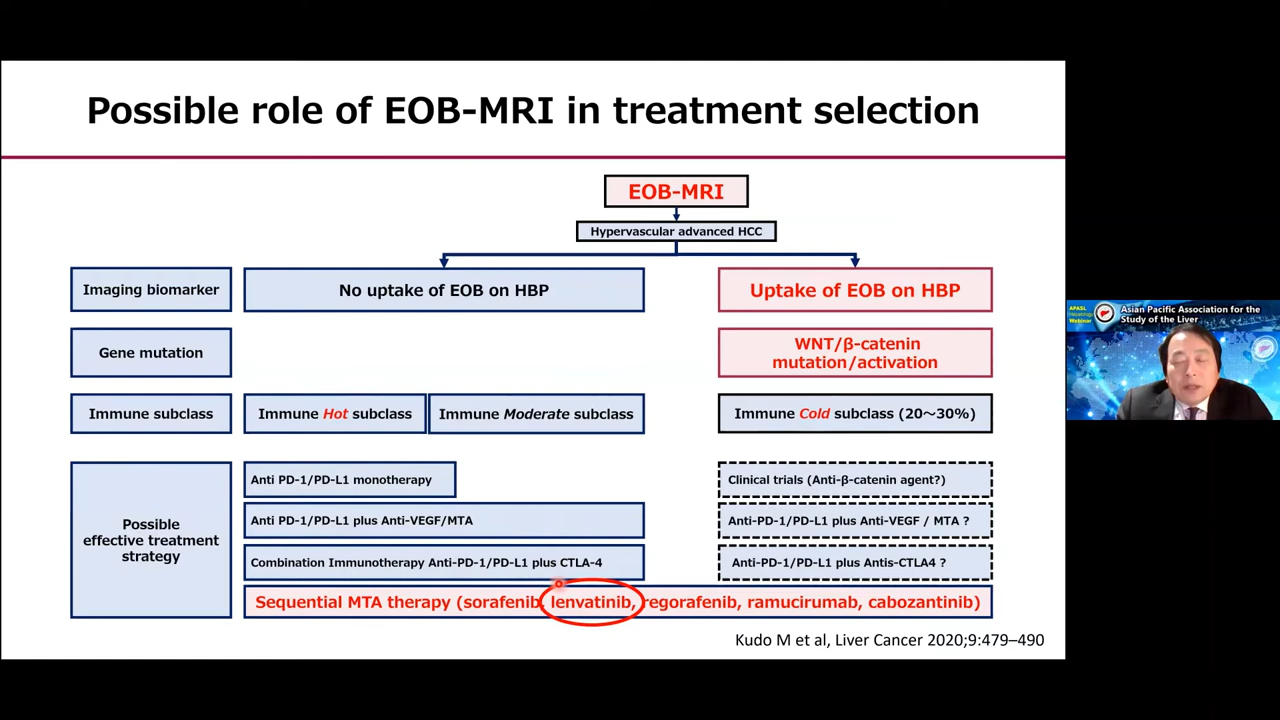 Possible role of EOB-MRI in treatment selection
EOB-MRI
Hypervascular advanced HCC
Imaging biomarker
No uptake of EOB on HBP
Uptake of EOB on HBP
Gene mutation
WNT/β-catenin
mutation/activation
Immune subclass
Immune Hot subclass
Immune Moderate subclass
Immune Cold subclass (20～30%)
Possible
effective treatment
strategy
Anti PD-1/PD-L1 monotherapy
Clinical trials (Anti-β-catenin agent?)
Anti PD-1/PD-L1 plus Anti-VEGF/MTA
Anti-PD-1/PD-L1 plus Anti-VEGF / MTA ?
Combination Immunotherapy Anti-PD-1/PD-L1 plus CTLA-4
Anti-PD-1/PD-L1 plus Antis-CTLA4 ?
Sequential MTA therapy (sorafenib, lenvatinib, regorafenib, ramucirumab, cabozantinib)
Kudo M et al, Liver Cancer 2020;9:479–490
APASL
Hepatology
Webinar
Asian Pacific Association for the
Study of the Liver